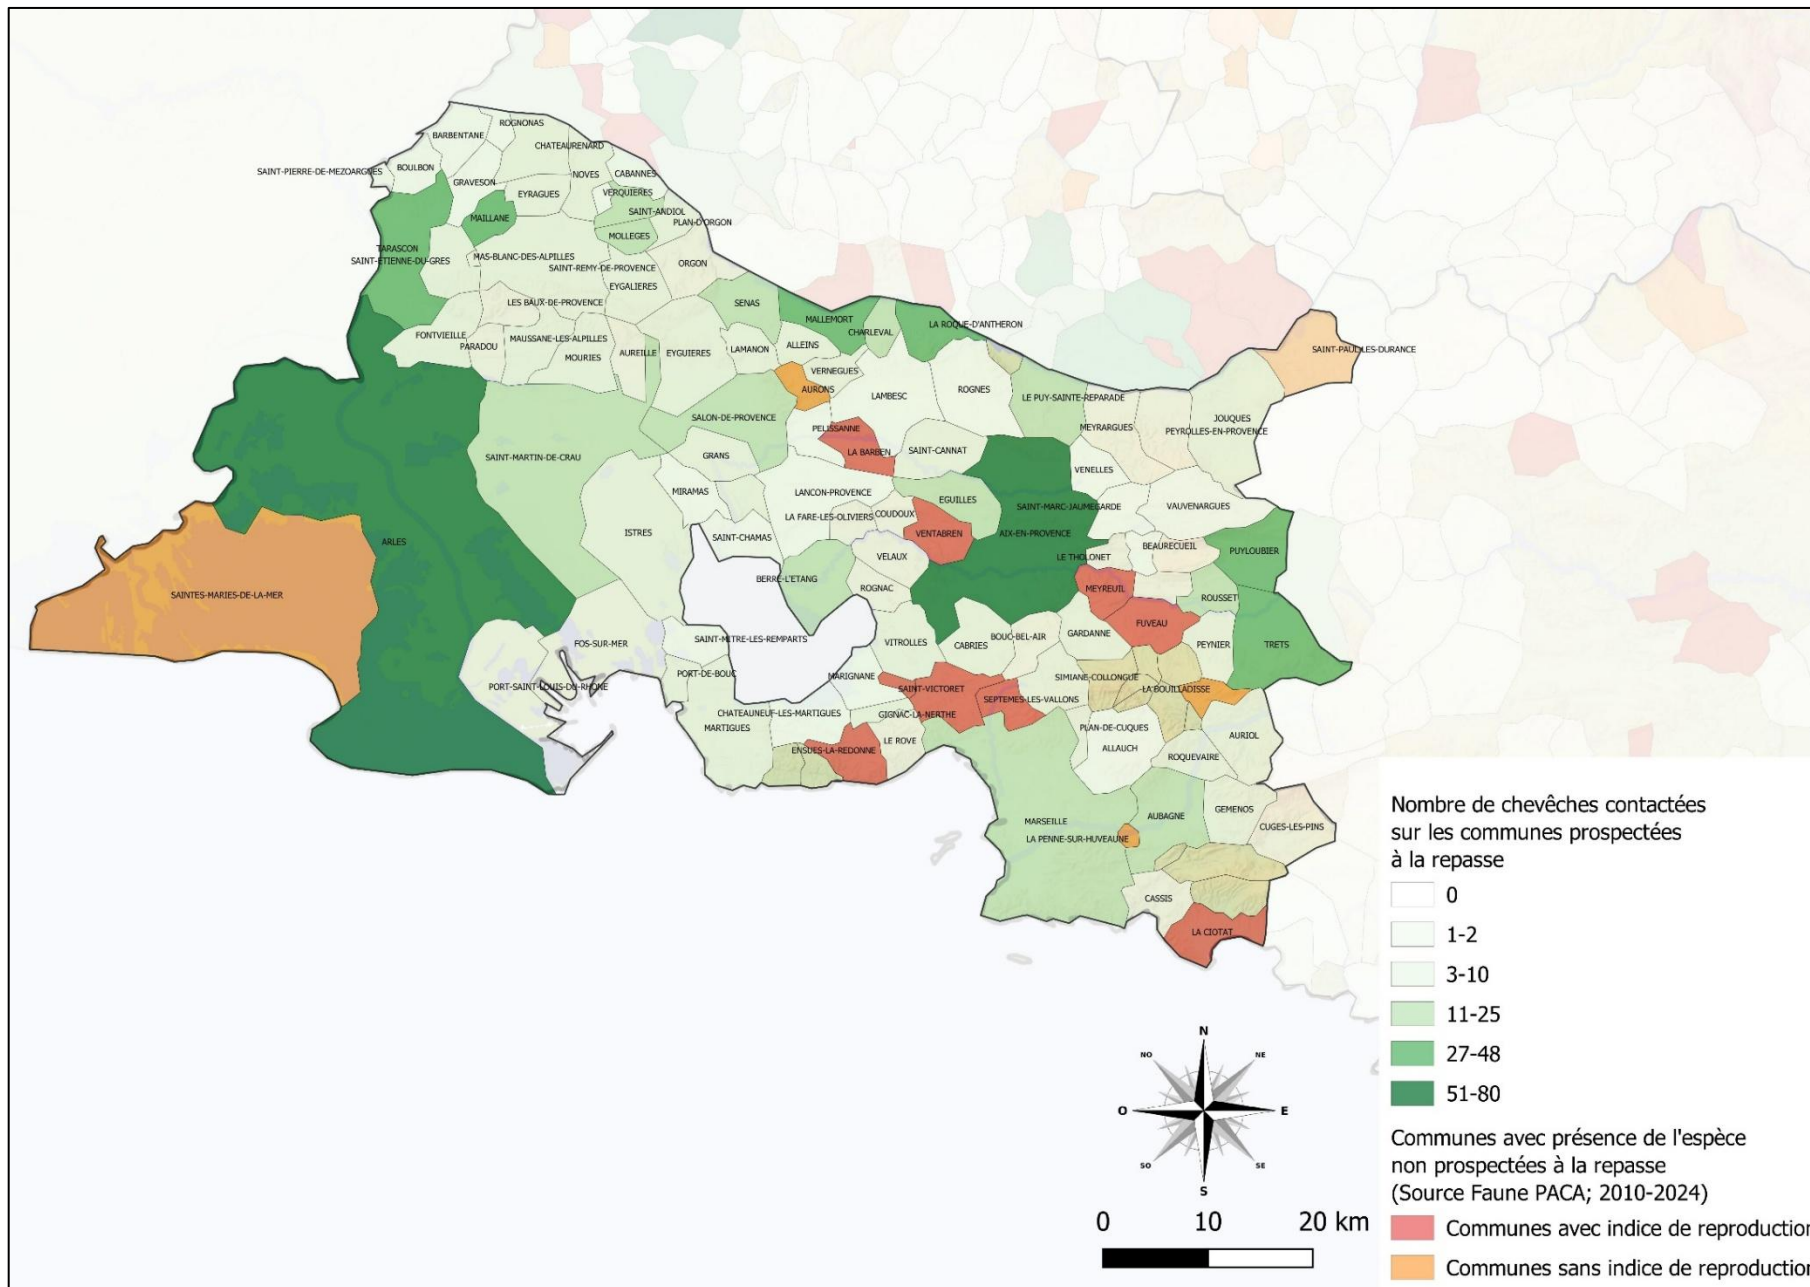 ROGNONAS
BARBENTANE
CHATEAURENARD
SAINT-PIERRE-DE-MEZOARGUES
BOULBON
NOVES
CABANNES
GRAVESON
EYRAGUES
VERQUIERES
MAILLANE
SAINT-ANDIOL
PLAN-D'ORGON
MOLLEGES
TARASCON
SAINT-ETIENNE-DU-GRES
MAS-BLANC-DES-ALPILLES
ORGON
SAINT-REMY-DE-PROVENCE
EYGALIERES
LES BAUX-DE-PROVENCE
SENAS
MALLEMORT
LA ROQUE-D'ANTHERON
CHARLEVAL
FONTVIEILLE
PARADOU
MAUSSANE-LES-ALPILLES
MOURIES
AUREILLE
EYGUIERES
LAMANON
ALLEINS
SAINT-PAUL-LES-DURANCE
VERNEGUES
AURONS
LAMBESC
ROGNES
LE PUY-SAINTE-REPARADE
SALON-DE-PROVENCE
PELISSANNE
MEYRARGUES
JOUQUES
PEYROLLES-EN-PROVENCE
SAINT-MARTIN-DE-CRAU
GRANS
LA BARBEN
SAINT-CANNAT
VENELLES
MIRAMAS
LANCON-PROVENCE
EGUILLES
SAINT-MARC-JAUMEGARDE
VAUVENARGUES
LA FARE-LES-OLIVIERS
COUDOUX
ISTRES
SAINT-CHAMAS
VENTABREN
AIX-EN-PROVENCE
ARLES
VELAUX
LE THOLONET
BEAURECUEIL
PUYLOUBIER
BERRE-L'ETANG
ROGNAC
MEYREUIL
ROUSSET
SAINTES-MARIES-DE-LA-MER
FUVEAU
FOS-SUR-MER
SAINT-MITRE-LES-REMPARTS
VITROLLES
CABRIES
BOUC-BEL-AIR
GARDANNE
PEYNIER
TRETS
PORT-DE-BOUC
MARIGNANE
PORT-SAINT-LOUIS-DU-RHONE
SAINT-VICTORET
SEPTEMES-LES-VALLONS
SIMIANE-COLLONGUE
LA BOUILLADISSE
CHATEAUNEUF-LES-MARTIGUES
GIGNAC-LA-NERTHE
MARTIGUES
PLAN-DE-CUQUES
LE ROVE
ENSUES-LA-REDONNE
ALLAUCH
AURIOL
ROQUEVAIRE
MARSEILLE
AUBAGNE
GEMENOS
CUGES-LES-PINS
LA PENNE-SUR-HUVEAUNE
CASSIS
LA CIOTAT
Nombre de chevêches contactées
sur les communes prospectées
à la repasse
0
1-2
3-10
11-25
27-48
51-80
Communes avec présence de l'espèce
non prospectées à la repasse
(Source Faune PACA; 2010-2024)
Communes avec indice de reproduction
Communes sans indice de reproduction
N
NO
NE
O
E
SO
SE
S
0 10 20 km